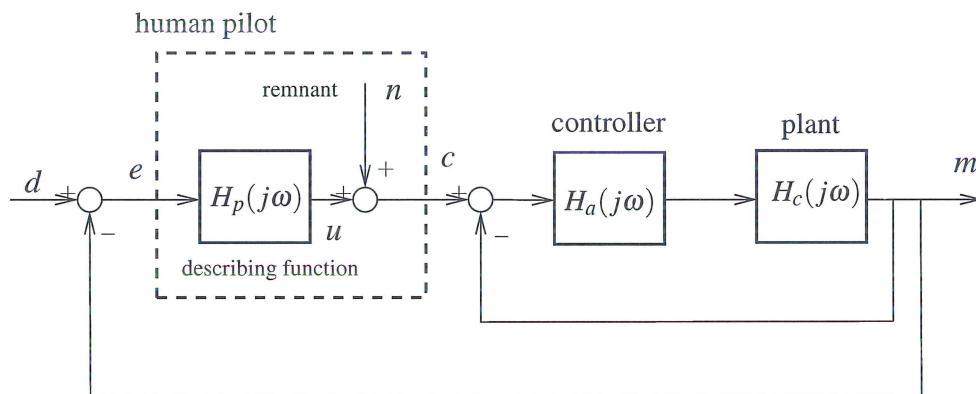 human pilot
remnant
n
controller
plant
d
+
e
H_p(jω)
+
+
c
+
H_a(jω)
H_c(jω)
m
−
u
−
describing function